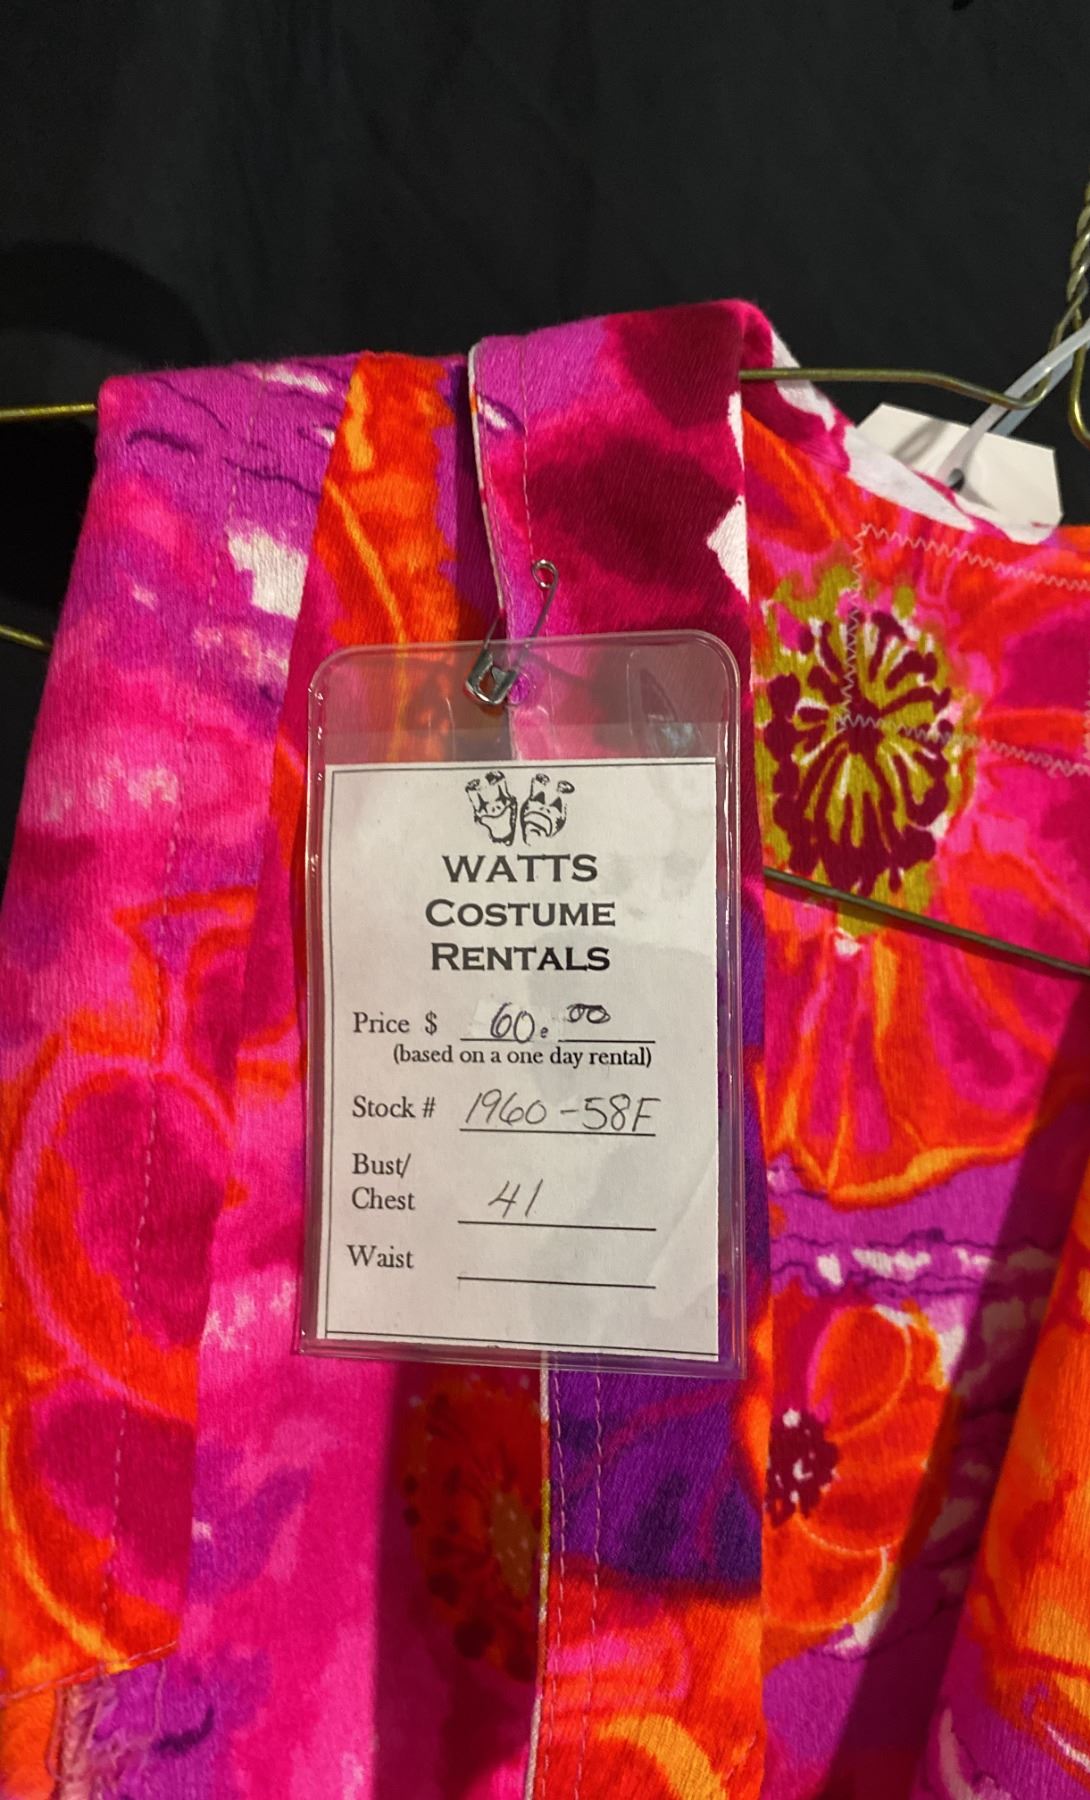 WATTS
COSTUME
RENTALS
Price $ 60.00
(based on a one day rental)
Stock # 1960-58F
Bust/
Chest 41
Waist